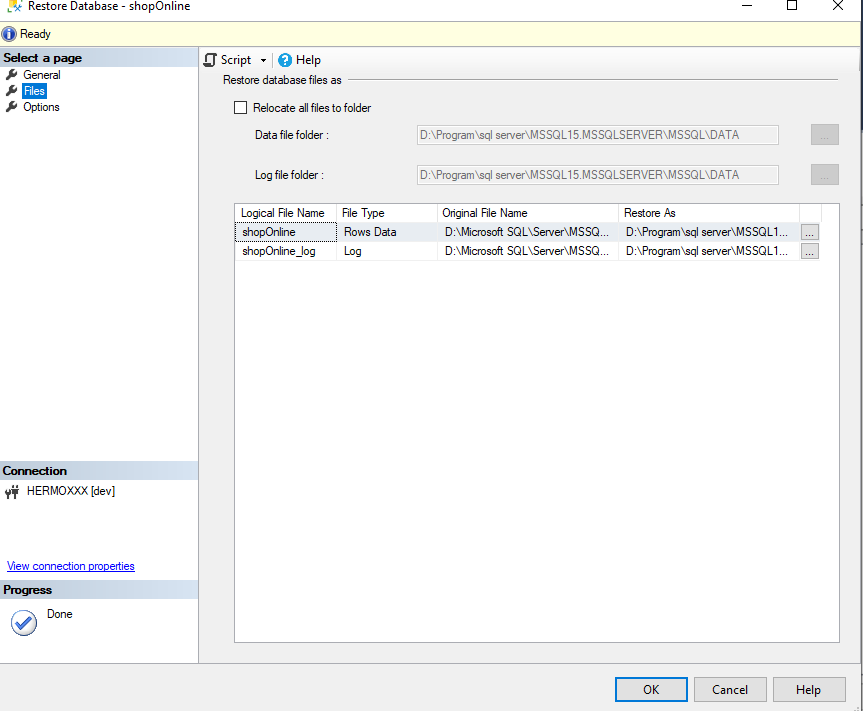 Restore Database - shopOnline
Ready
Select a page
General
Files
Options
Script
Help
Restore database files as
Relocate all files to folder
Data file folder :
D:\Program\sql server\MSSQL15.MSSQLSERVER\MSSQL\DATA
...
Log file folder :
D:\Program\sql server\MSSQL15.MSSQLSERVER\MSSQL\DATA
...
Logical File Name File Type Original File Name Restore As
shopOnline Rows Data D:\Microsoft SQL\Server\MSSQ... D:\Program\sql server\MSSQL1... ...
shopOnline_log Log D:\Microsoft SQL\Server\MSSQ... D:\Program\sql server\MSSQL1... ...
Connection
HERMOXXX [dev]
View connection properties
Progress
Done
OK Cancel Help